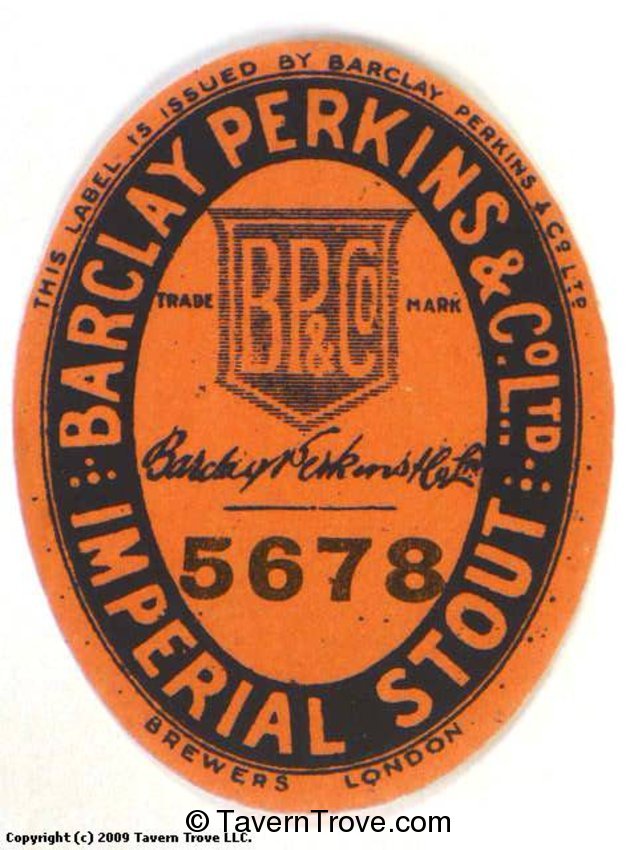 THIS LABEL IS ISSUED BY BARCLAY PERKINS & Co LTD
BARCLAY PERKINS & Co LTD.
BP&Co
TRADE MARK
Barclay Perkins & Co Ltd
5678
IMPERIAL STOUT
BREWERS LONDON
© TavernTrove.com
Copyright (c) 2009 Tavern Trove LLC.